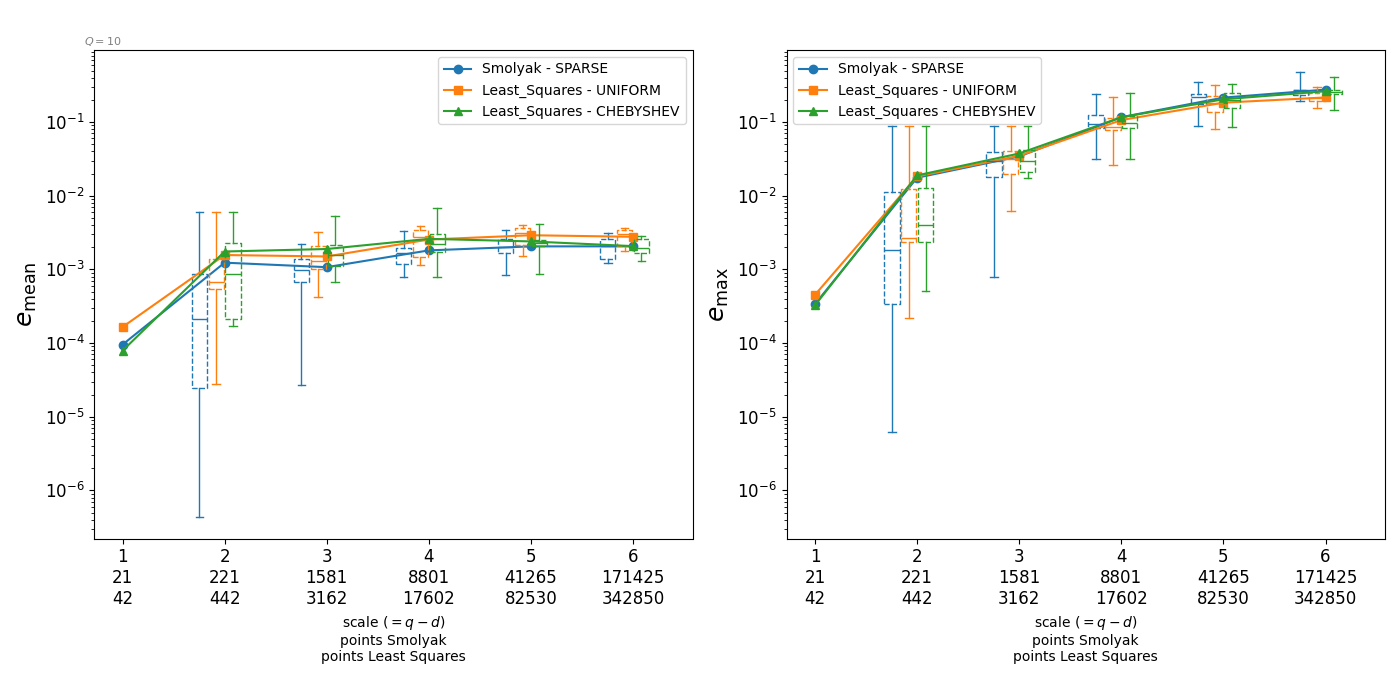 Q = 10
Smolyak - SPARSE
Least_Squares - UNIFORM
Least_Squares - CHEBYSHEV
10⁻¹
10⁻²
10⁻³
10⁻⁴
10⁻⁵
10⁻⁶
e_mean
1 2 3 4 5 6
21 221 1581 8801 41265 171425
42 442 3162 17602 82530 342850
scale (= q − d)
points Smolyak
points Least Squares
Smolyak - SPARSE
Least_Squares - UNIFORM
Least_Squares - CHEBYSHEV
10⁻¹
10⁻²
10⁻³
10⁻⁴
10⁻⁵
10⁻⁶
e_max
1 2 3 4 5 6
21 221 1581 8801 41265 171425
42 442 3162 17602 82530 342850
scale (= q − d)
points Smolyak
points Least Squares